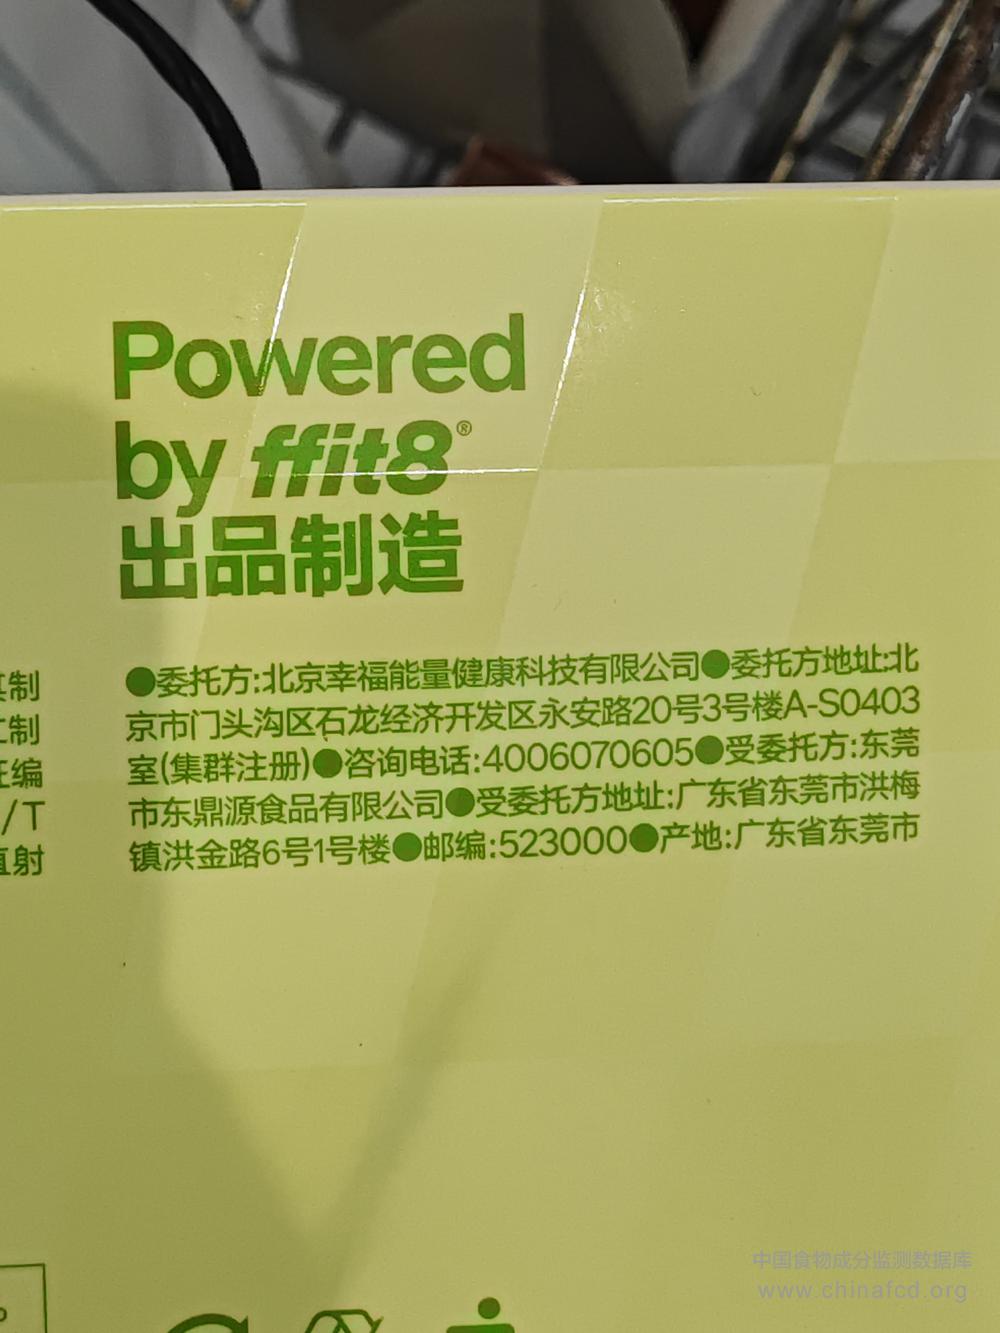 Powered
by ffit8®
出品制造
●委托方:北京幸福能量健康科技有限公司●委托方地址:北
京市门头沟区石龙经济开发区永安路20号3号楼A-S0403
室(集群注册)●咨询电话:4006070605●受委托方:东莞
市东鼎源食品有限公司●受委托方地址:广东省东莞市洪梅
镇洪金路6号1号楼●邮编:523000●产地:广东省东莞市
制
制
编
/T
射
中国食物成分监测数据库
www.chinafcd.org